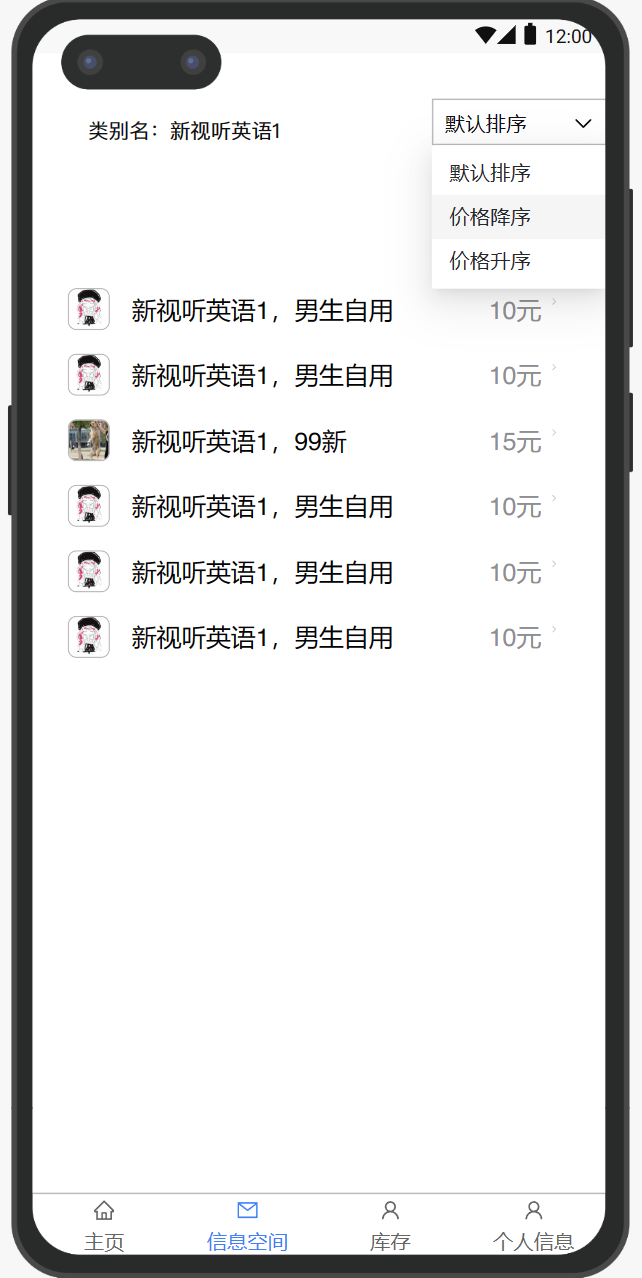 12:00
类别名：新视听英语1
默认排序
默认排序
价格降序
价格升序
新视听英语1，男生自用 10元
新视听英语1，男生自用 10元
新视听英语1，99新 15元
新视听英语1，男生自用 10元
新视听英语1，男生自用 10元
新视听英语1，男生自用 10元
主页 信息空间 库存 个人信息